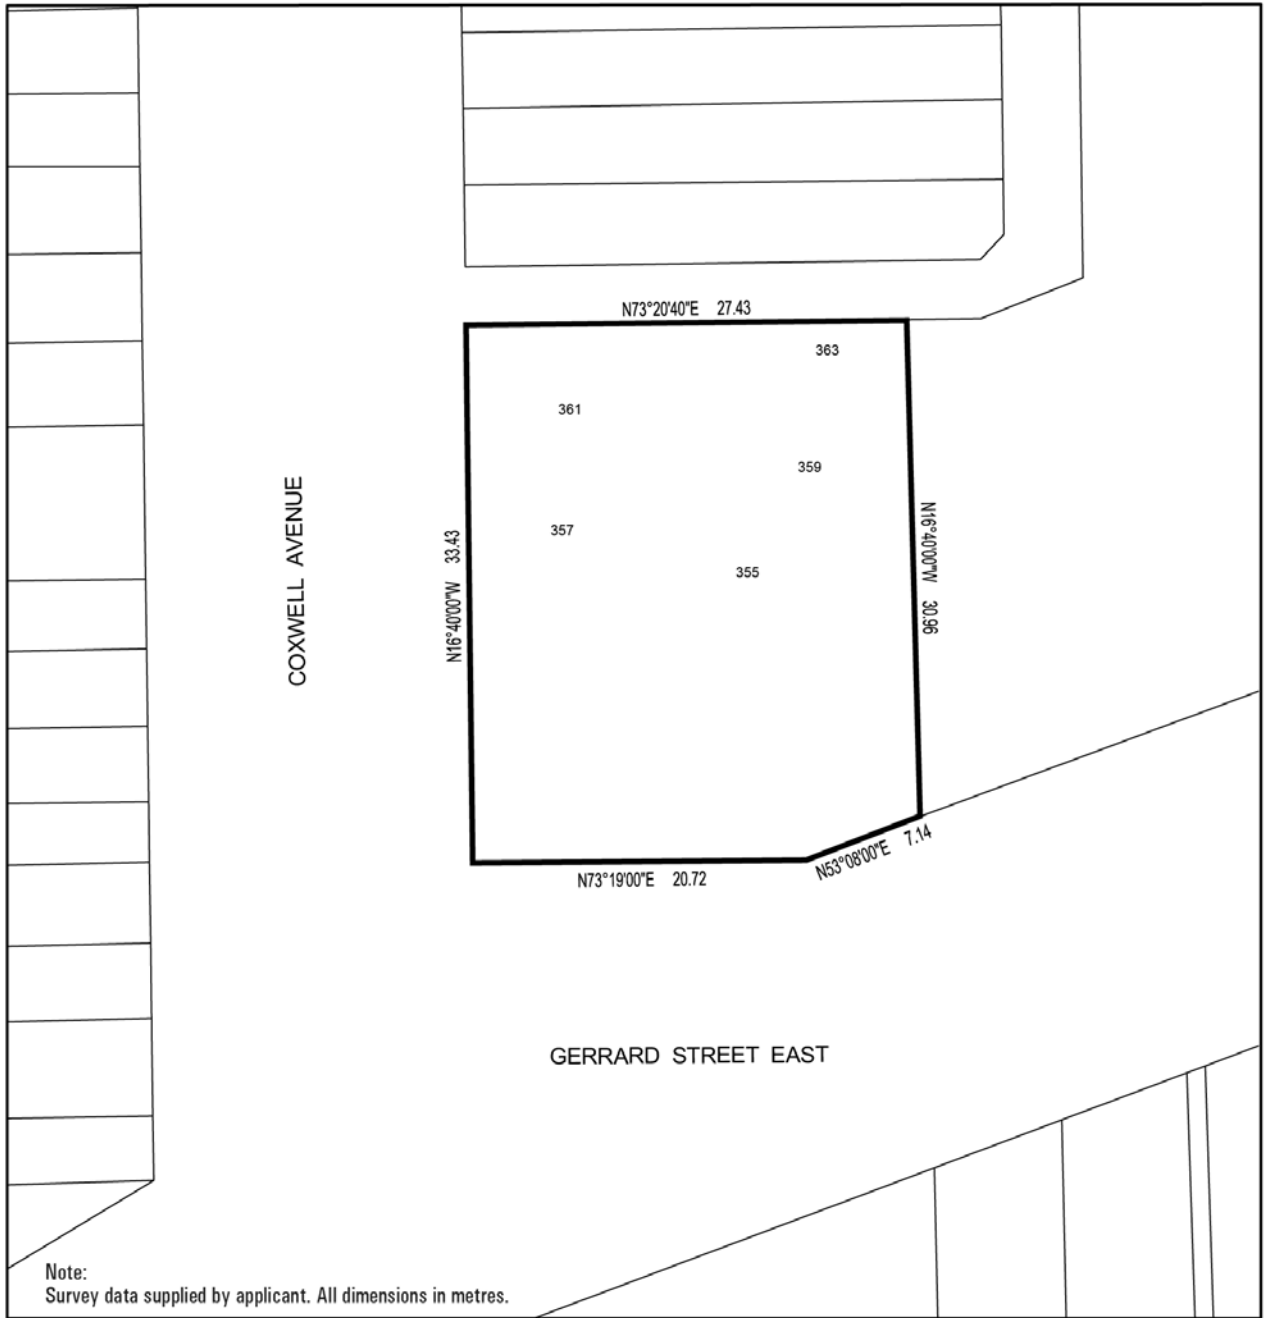 N73°20'40"E 27.43
363
361
359
357
355
COXWELL AVENUE
N16°40'00"W 33.43
N16°40'00"W 30.96
N53°08'00"E 7.14
N73°19'00"E 20.72
GERRARD STREET EAST
Note:
Survey data supplied by applicant. All dimensions in metres.